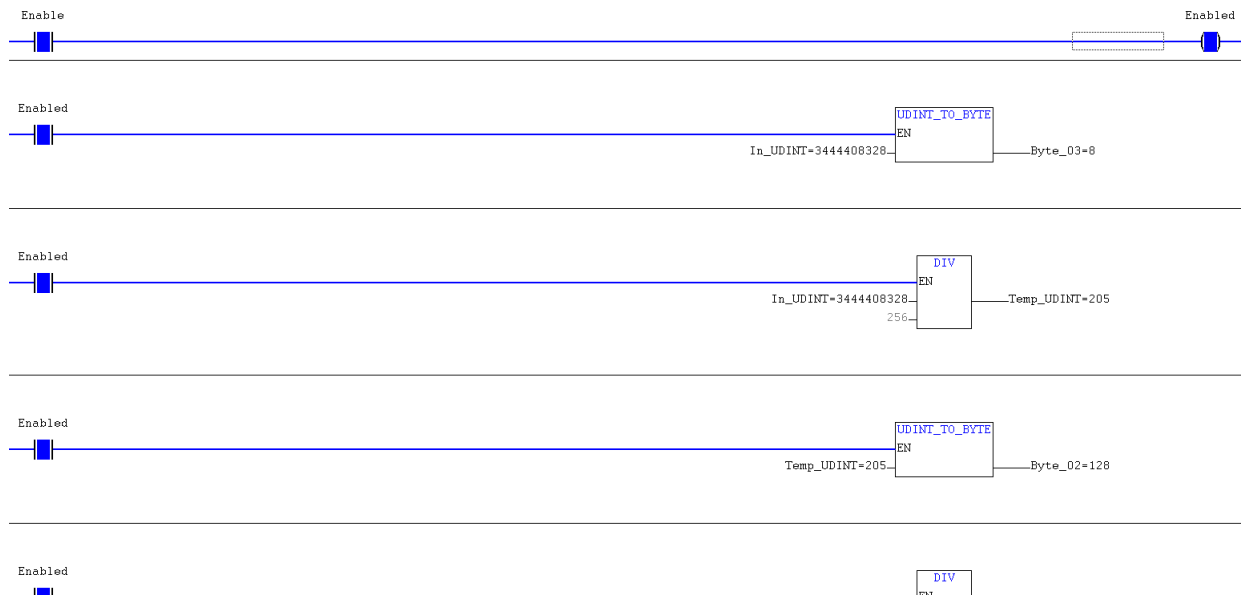 Enable Enabled
Enabled
UDINT_TO_BYTE
EN
In_UDINT=3444408328 Byte_03=8
Enabled
DIV
EN
In_UDINT=3444408328 Temp_UDINT=205
256
Enabled
UDINT_TO_BYTE
EN
Temp_UDINT=205 Byte_02=128
Enabled
DIV
EN